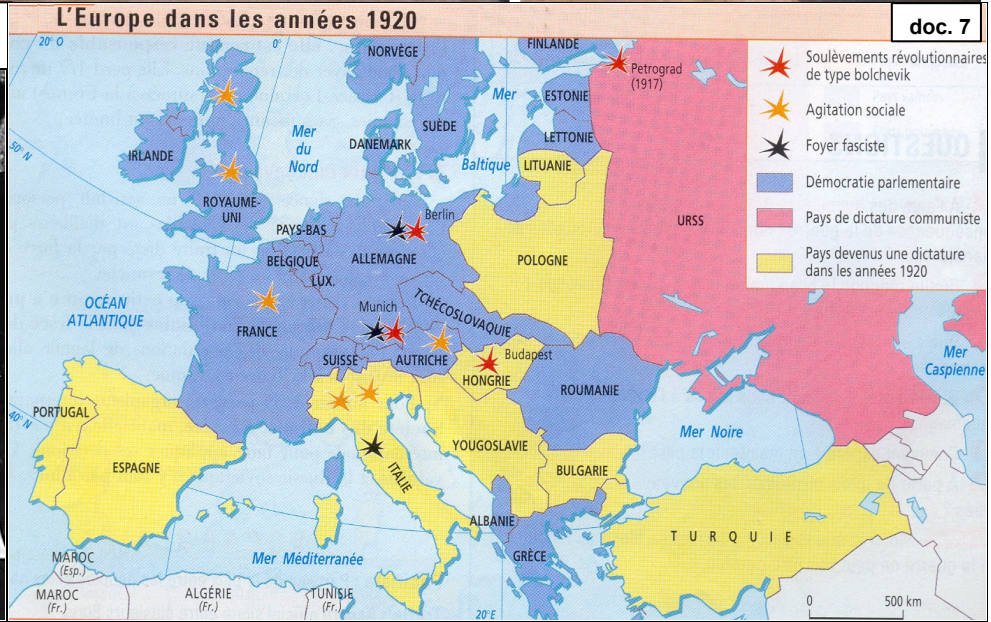 L'Europe dans les années 1920
doc. 7
20° O
0°
NORVÈGE
FINLANDE
Petrograd
(1917)
Soulèvements révolutionnaires
de type bolchevik
Agitation sociale
Foyer fasciste
Démocratie parlementaire
Pays de dictature communiste
Pays devenus une dictature
dans les années 1920
Mer
Baltique
ESTONIE
SUÈDE
LETTONIE
Mer
du
Nord
DANEMARK
50° N
IRLANDE
LITUANIE
ROYAUME-
UNI
PAYS-BAS
Berlin
URSS
BELGIQUE
ALLEMAGNE
POLOGNE
LUX.
OCÉAN
ATLANTIQUE
Munich
TCHÉCOSLOVAQUIE
FRANCE
SUISSE
AUTRICHE
Budapest
HONGRIE
ROUMANIE
Mer
Caspienne
40° N
PORTUGAL
Mer Noire
ESPAGNE
ITALIE
YOUGOSLAVIE
BULGARIE
ALBANIE
TURQUIE
GRÈCE
Mer Méditerranée
MAROC
(Esp.)
MAROC
(Fr.)
ALGÉRIE
(Fr.)
TUNISIE
(Fr.)
20° E
0
500 km